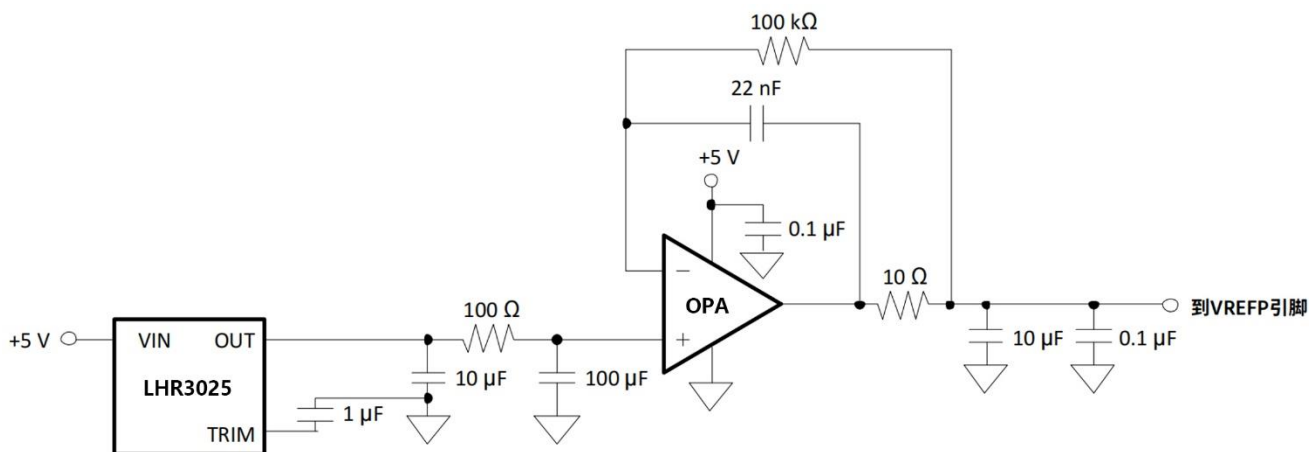 100 kΩ
22 nF
+5 V
0.1 µF
−
OPA
+
10 Ω
到VREFP引脚
10 µF
0.1 µF
+5 V
VIN OUT
LHR3025
TRIM
100 Ω
10 µF
100 µF
1 µF